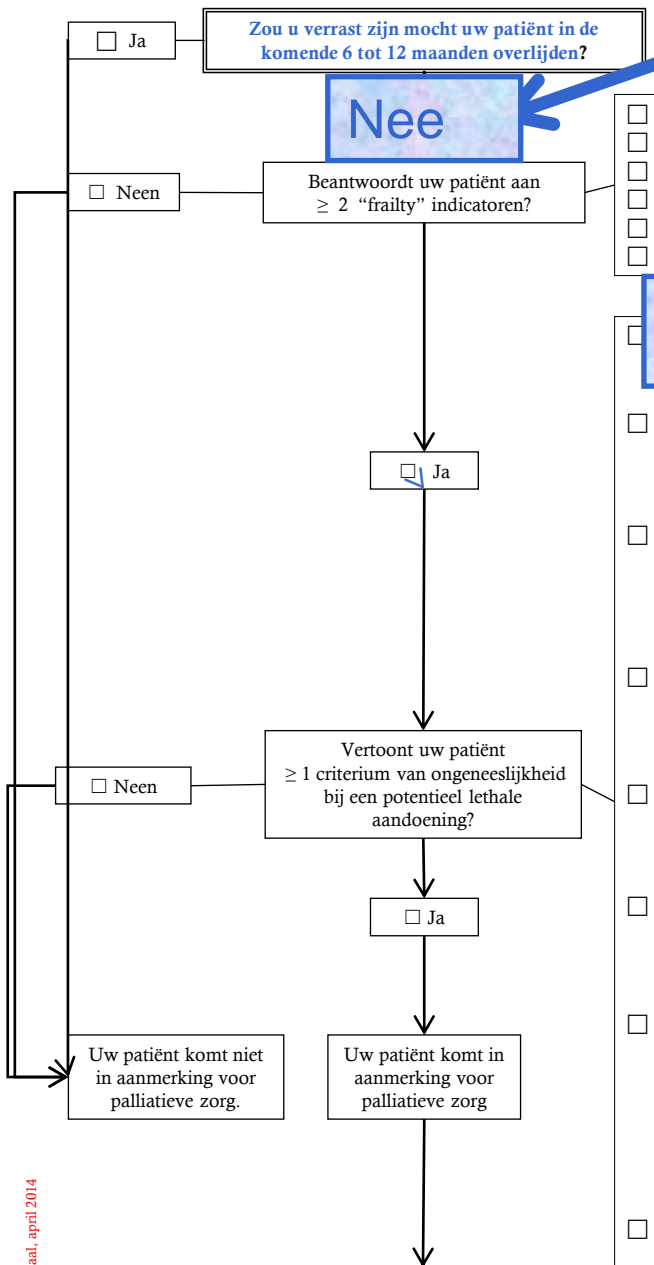 ☐ Ja
Zou u verrast zijn mocht uw patiënt in de
komende 6 tot 12 maanden overlijden?
Nee
☐ Neen
Beantwoordt uw patiënt aan
≥ 2 “frailty” indicatoren?
☐ Ja
Vertoont uw patiënt
≥ 1 criterium van ongeneeslijkheid
bij een potentieel lethale
aandoening?
☐ Neen
☐ Ja
Uw patiënt komt niet
in aanmerking voor
palliatieve zorg.
Uw patiënt komt in
aanmerking voor
palliatieve zorg
aal, april 2014